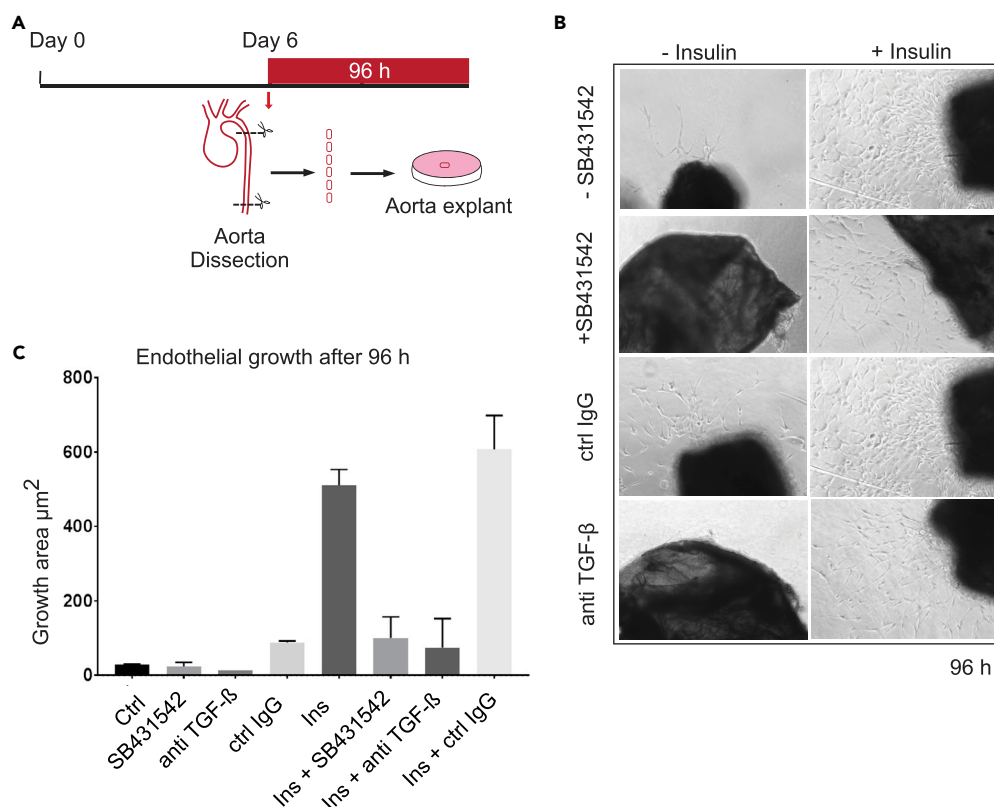 A
Day 0
Day 6
96 h
Aorta
Dissection
Aorta explant
B
- Insulin
+ Insulin
- SB431542
+SB431542
ctrl IgG
anti TGF-β
96 h
C
Endothelial growth after 96 h
Growth area µm²
800
600
400
200
0
Ctrl
SB431542
anti TGF-ß
ctrl IgG
Ins
Ins + SB431542
Ins + anti TGF-ß
Ins + ctrl IgG